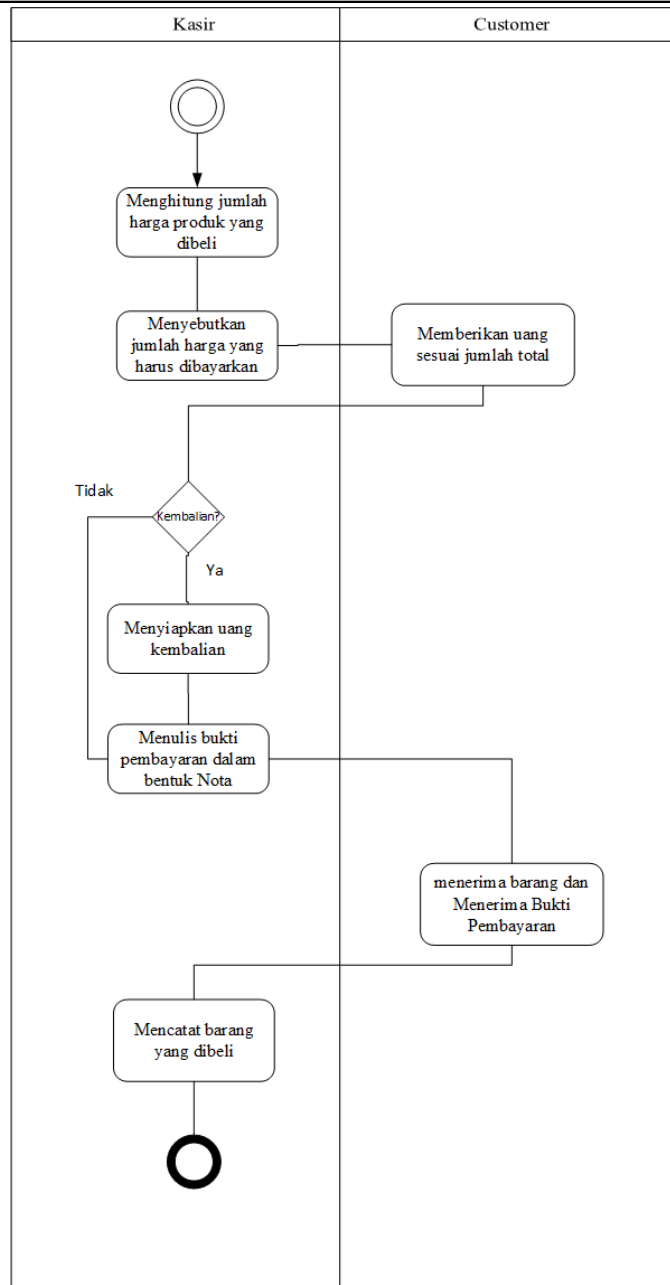 Kasir
Customer
Menghitung jumlah
harga produk yang
dibeli
Menyebutkan
jumlah harga yang
harus dibayarkan
Memberikan uang
sesuai jumlah total
Tidak
Kembalian?
Ya
Menyiapkan uang
kembalian
Menulis bukti
pembayaran dalam
bentuk Nota
menerima barang dan
Menerima Bukti
Pembayaran
Mencatat barang
yang dibeli